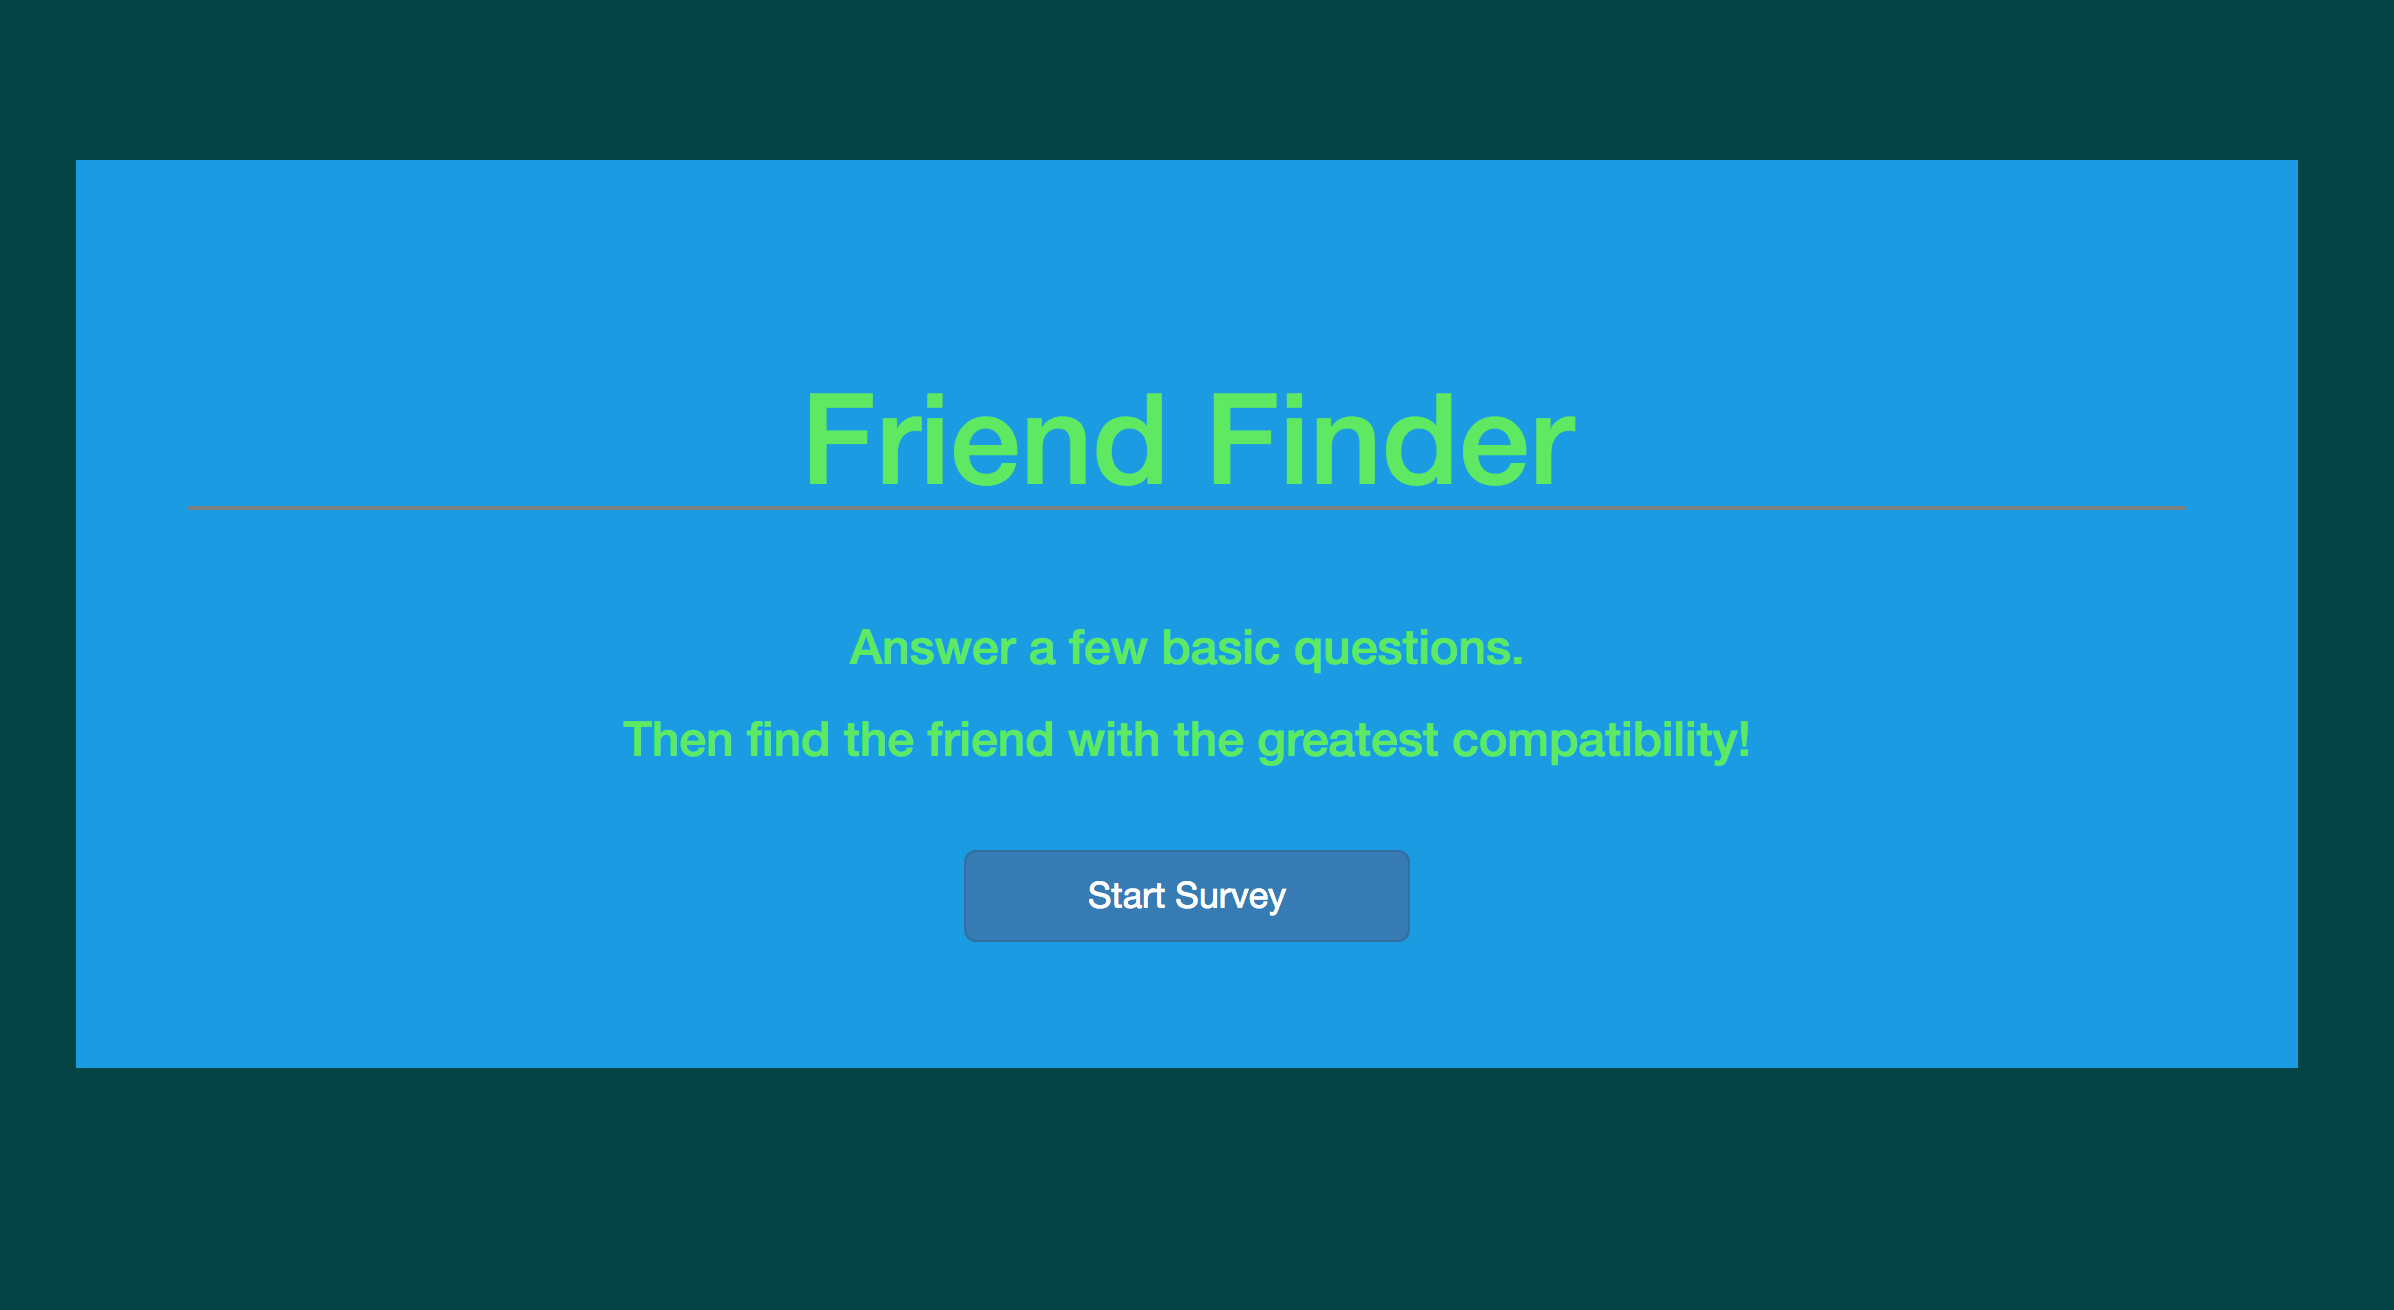 Friend Finder
Answer a few basic questions.
Then find the friend with the greatest compatibility!
Start Survey